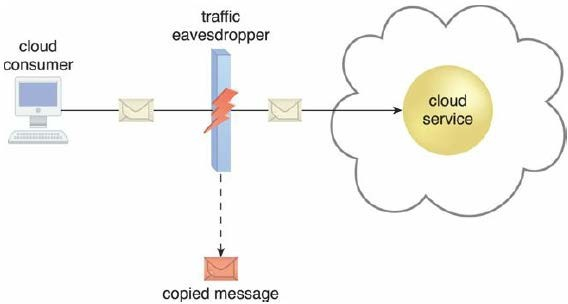 traffic
eavesdropper
cloud
consumer
cloud
service
copied message